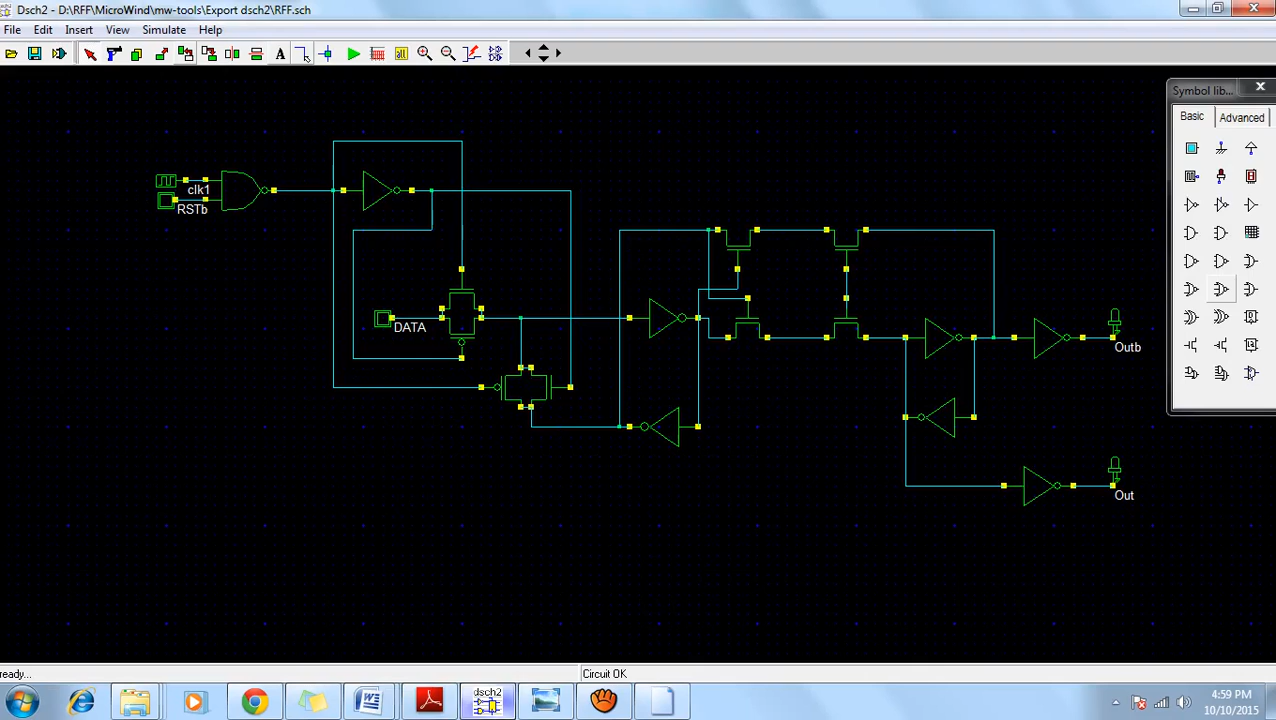 Dsch2 - D:\RFF\MicroWind\mw-tools\Export dsch2\RFF.sch
File Edit Insert View Simulate Help
A all
Symbol lib...
Basic Advanced
clk1
RSTb
DATA
Outb
Out
ready...
Circuit OK
dsch2
4:59 PM
10/10/2015